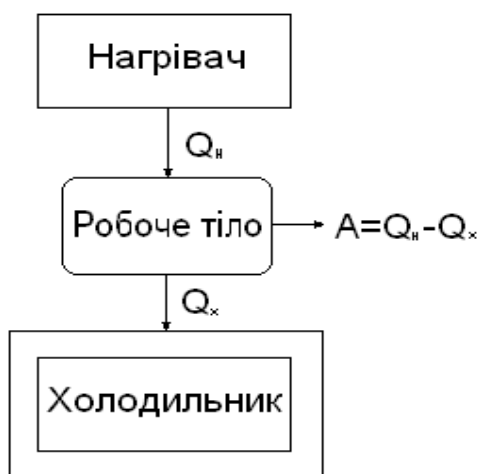 Нагрівач
Qн
Робоче тіло
A=Qн-Qх
Qх
Холодильник